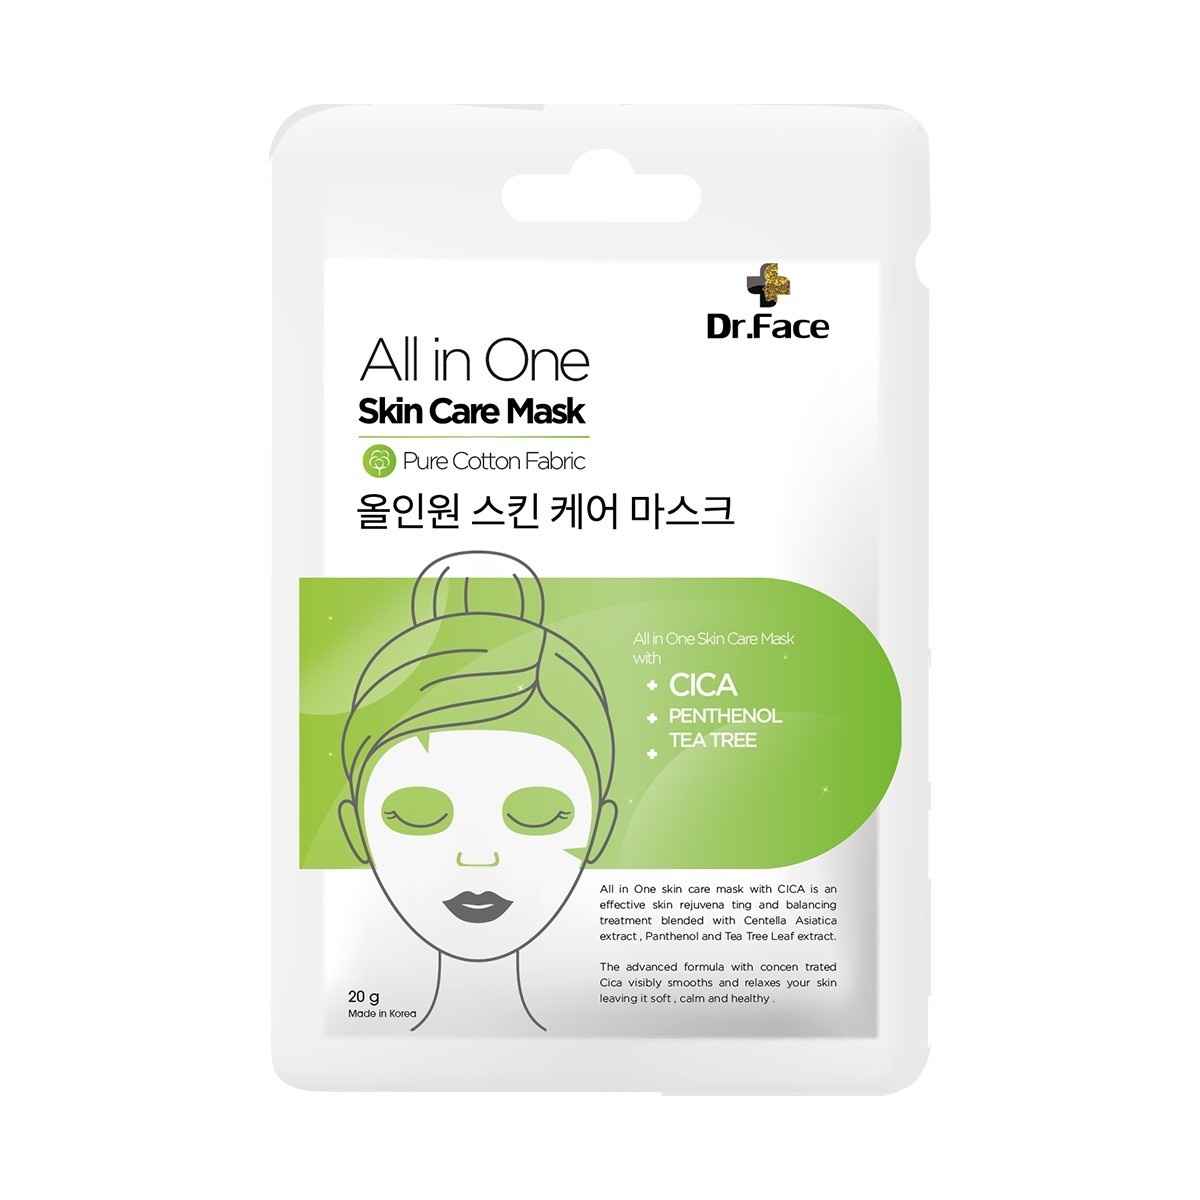 Dr.Face
All in One
Skin Care Mask
Pure Cotton Fabric
올인원 스킨 케어 마스크
All in One Skin Care Mask
with
CICA
PENTHENOL
TEA TREE
All in One skin care mask with CICA is an
effective skin rejuvena ting and balancing
treatment blended with Centella Asiatica
extract , Panthenol and Tea Tree Leaf extract.
The advanced formula with concen trated
Cica visibly smooths and relaxes your skin
leaving it soft , calm and healthy .
20 g
Made in Korea